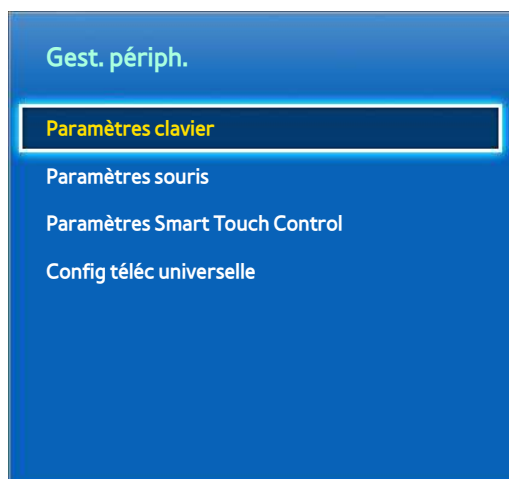 Gest. périph.
Paramètres clavier
Paramètres souris
Paramètres Smart Touch Control
Config téléc universelle